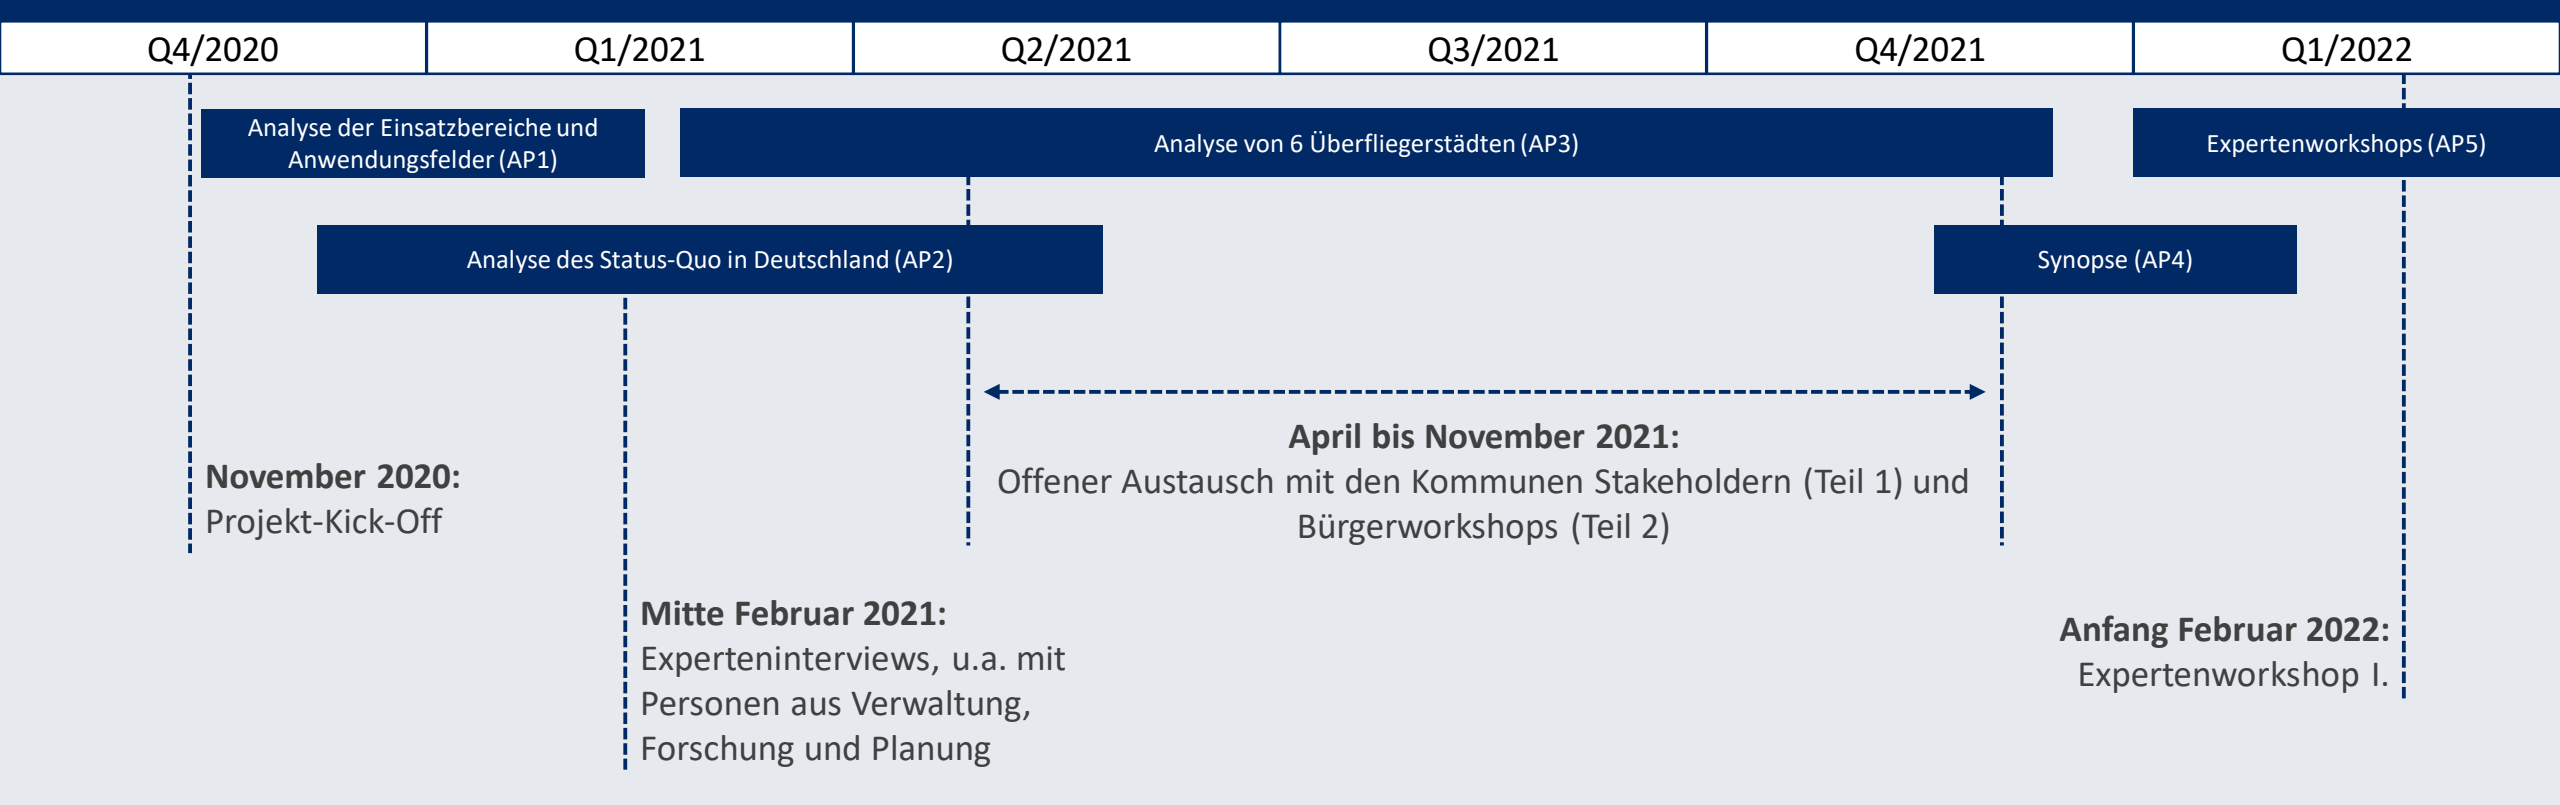 Q4/2020
Q1/2021
Q2/2021
Q3/2021
Q4/2021
Q1/2022
Analyse der Einsatzbereiche und
Anwendungsfelder (AP1)
Analyse von 6 Überfliegerstädten (AP3)
Expertenworkshops (AP5)
Analyse des Status-Quo in Deutschland (AP2)
Synopse (AP4)
April bis November 2021:
Offener Austausch mit den Kommunen Stakeholdern (Teil 1) und
Bürgerworkshops (Teil 2)
November 2020:
Projekt-Kick-Off
Mitte Februar 2021:
Experteninterviews, u.a. mit
Personen aus Verwaltung,
Forschung und Planung
Anfang Februar 2022:
Expertenworkshop I.